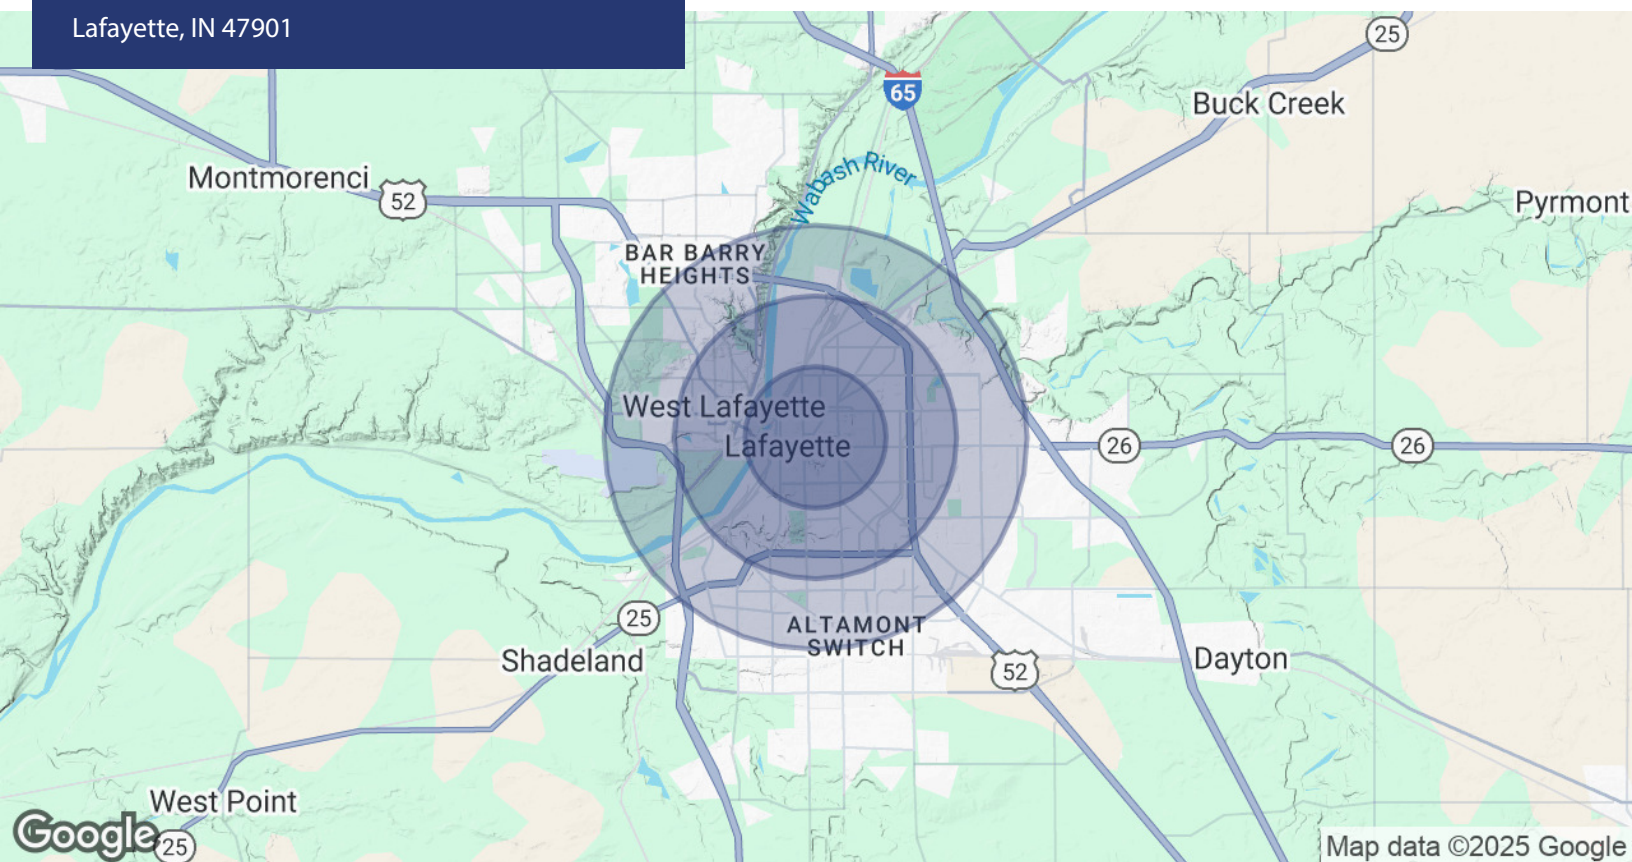 Lafayette, IN 47901
25
65
Buck Creek
Wabash River
Montmorenci
52
Pyrmont
BAR BARRY
HEIGHTS
West Lafayette
Lafayette
26
26
25
ALTAMONT
SWITCH
Shadeland
52
Dayton
West Point
Google
25
Map data ©2025 Google